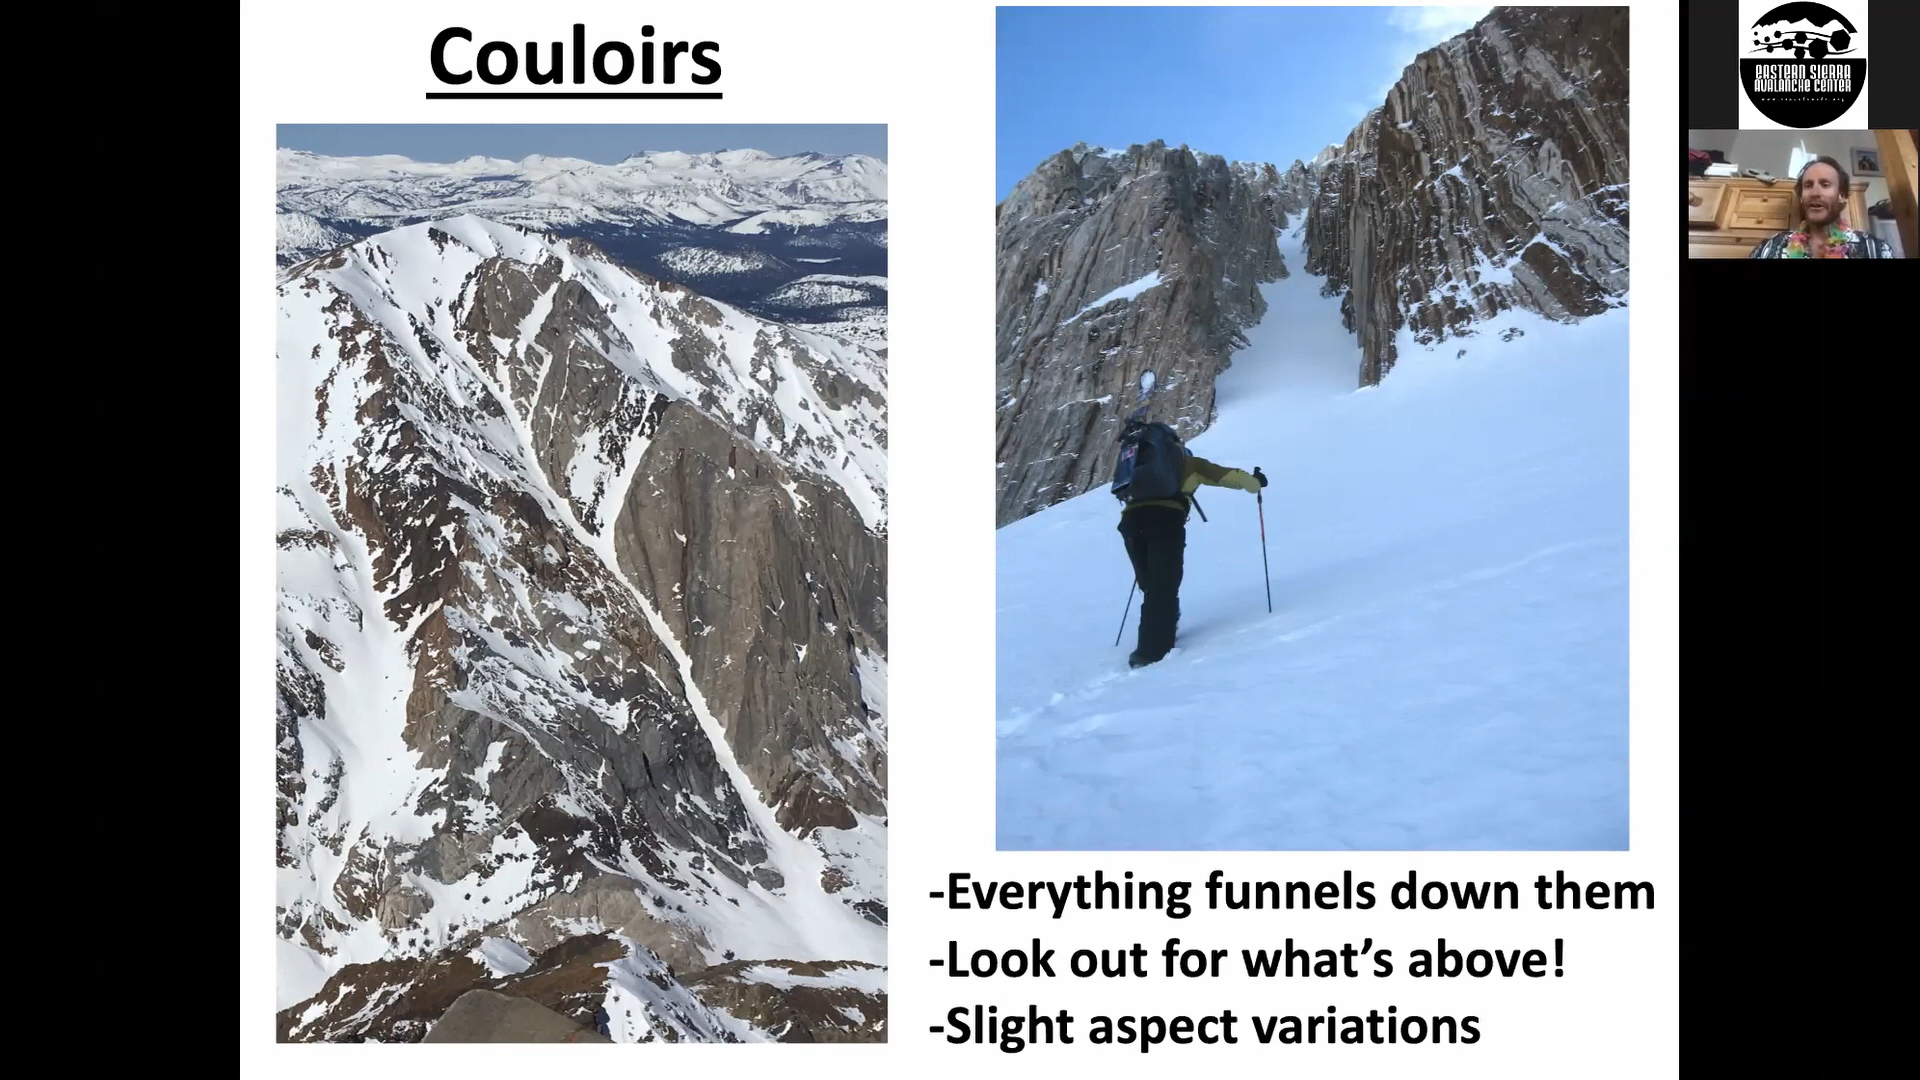 Couloirs
-Everything funnels down them
-Look out for what's above!
-Slight aspect variations
EASTERN SIERRA
AVALANCHE CENTER